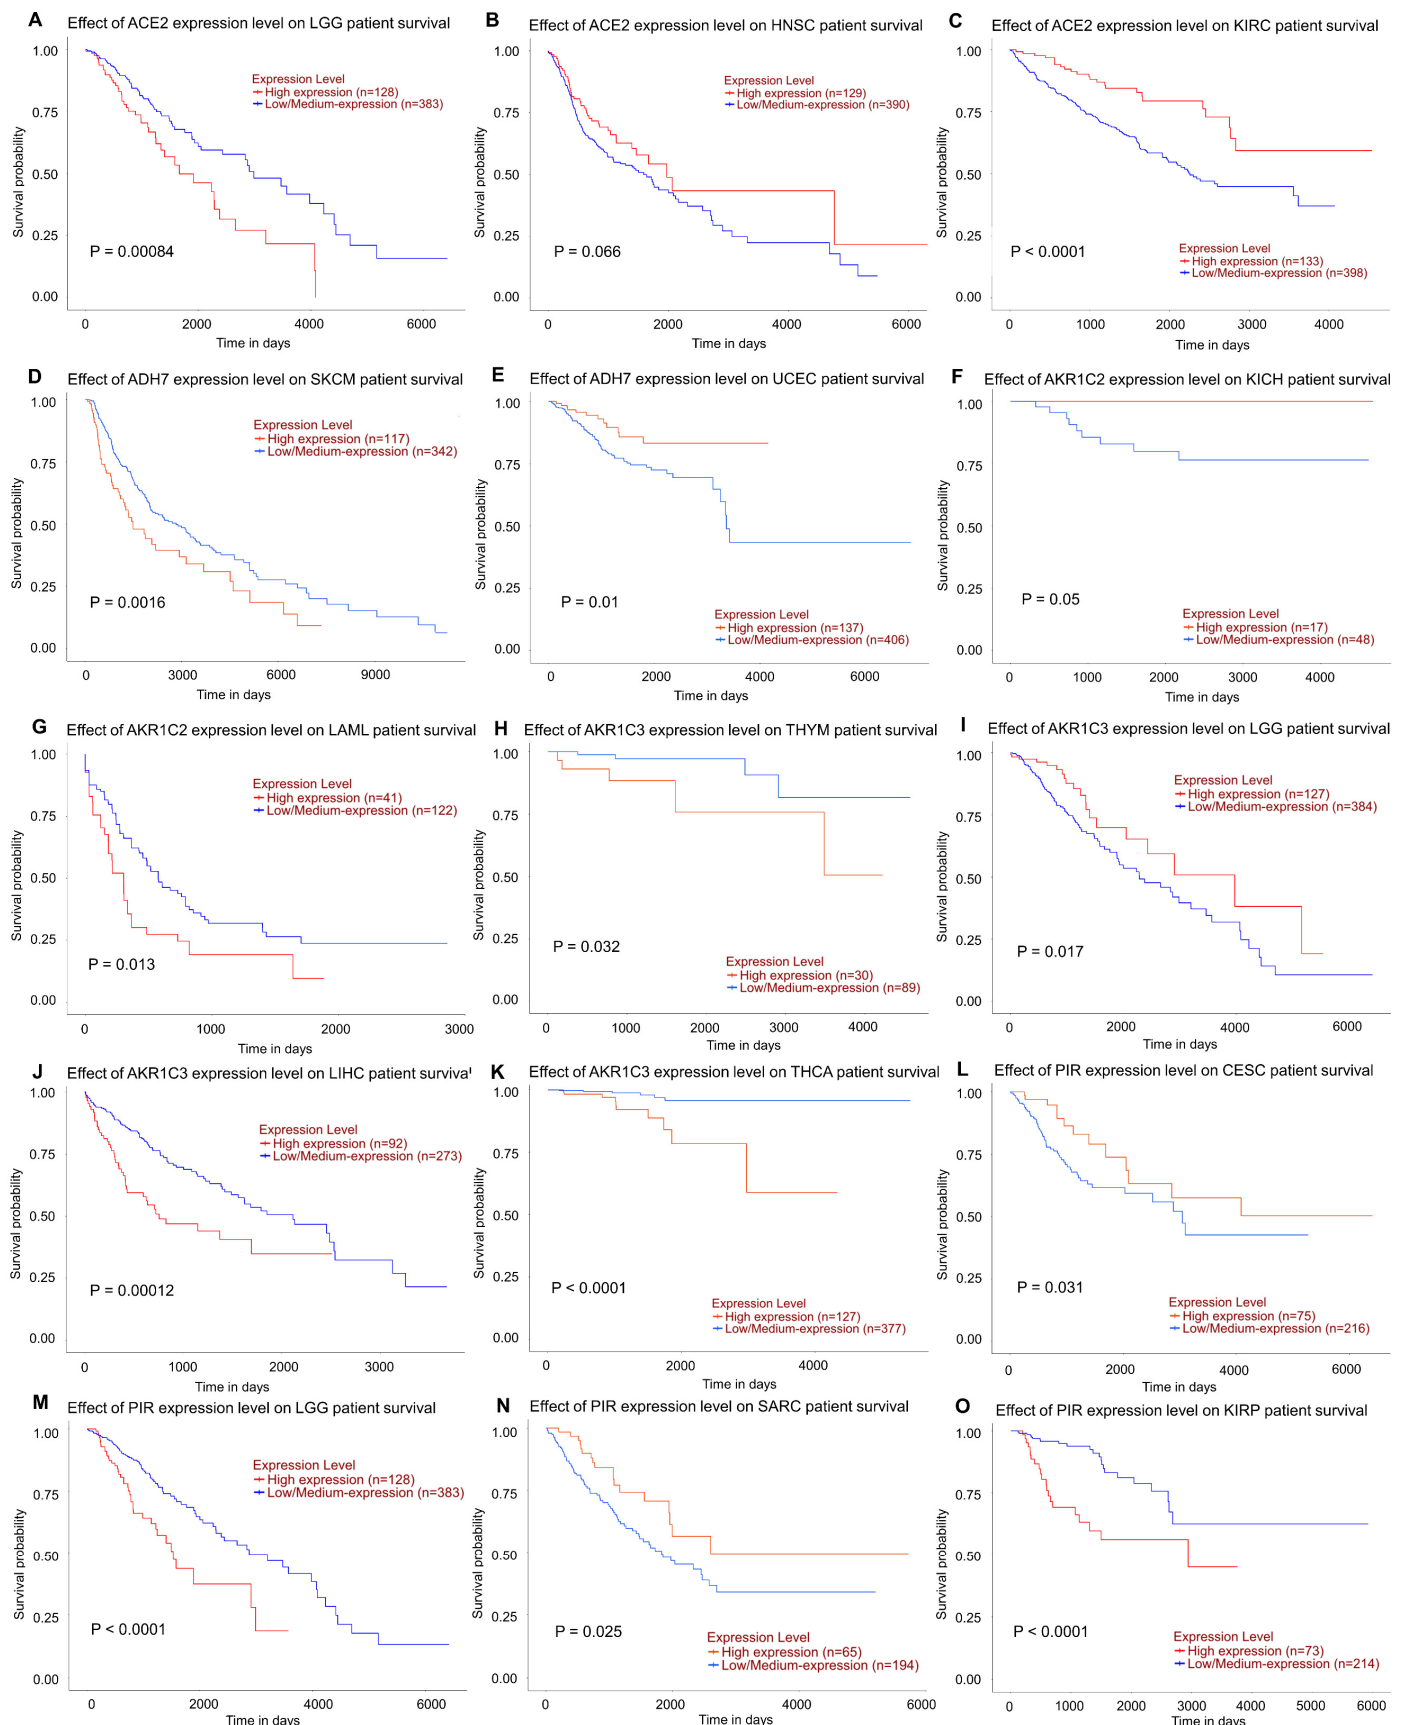 A Effect of ACE2 expression level on LGG patient survival
Survival probability
1.00
0.75
0.50
0.25
0.00
Expression Level
High expression (n=128)
Low/Medium-expression (n=383)
P = 0.00084
0 2000 4000 6000
Time in days
B Effect of ACE2 expression level on HNSC patient survival
Survival probability
1.00
0.75
0.50
0.25
0.00
Expression Level
High expression (n=129)
Low/Medium-expression (n=390)
P = 0.066
0 2000 4000 6000
Time in days
C Effect of ACE2 expression level on KIRC patient survival
Survival probability
1.00
0.75
0.50
0.25
0.00
P < 0.0001
Expression Level
High expression (n=133)
Low/Medium-expression (n=398)
0 1000 2000 3000 4000
Time in days
D Effect of ADH7 expression level on SKCM patient survival
Survival probability
1.00
0.75
0.50
0.25
0.00
Expression Level
High expression (n=117)
Low/Medium-expression (n=342)
P = 0.0016
0 3000 6000 9000
Time in days
E Effect of ADH7 expression level on UCEC patient survival
Survival probability
1.00
0.75
0.50
0.25
0.00
P = 0.01
Expression Level
High expression (n=137)
Low/Medium-expression (n=406)
0 2000 4000 6000
Time in days
F Effect of AKR1C2 expression level on KICH patient survival
Survival probability
1.00
0.75
0.50
0.25
0.00
P = 0.05
Expression Level
High expression (n=17)
Low/Medium-expression (n=48)
0 1000 2000 3000 4000
Time in days
G Effect of AKR1C2 expression level on LAML patient survival
Survival probability
1.00
0.75
0.50
0.25
0.00
Expression Level
High expression (n=41)
Low/Medium-expression (n=122)
P = 0.013
0 1000 2000 3000
Time in days
H Effect of AKR1C3 expression level on THYM patient survival
Survival probability
1.00
0.75
0.50
0.25
0.00
P = 0.032
Expression Level
High expression (n=30)
Low/Medium-expression (n=89)
0 1000 2000 3000 4000
Time in days
I Effect of AKR1C3 expression level on LGG patient survival
Survival probability
1.00
0.75
0.50
0.25
0.00
Expression Level
High expression (n=127)
Low/Medium-expression (n=384)
P = 0.017
0 2000 4000 6000
Time in days
J Effect of AKR1C3 expression level on LIHC patient survival
Survival probability
1.00
0.75
0.50
0.25
0.00
Expression Level
High expression (n=92)
Low/Medium-expression (n=273)
P = 0.00012
0 1000 2000 3000
Time in days
K Effect of AKR1C3 expression level on THCA patient survival
Survival probability
1.00
0.75
0.50
0.25
0.00
P < 0.0001
Expression Level
High expression (n=127)
Low/Medium-expression (n=377)
0 2000 4000
Time in days
L Effect of PIR expression level on CESC patient survival
Survival probability
1.00
0.75
0.50
0.25
0.00
P = 0.031
Expression Level
High expression (n=75)
Low/Medium-expression (n=216)
0 2000 4000 6000
Time in days
M Effect of PIR expression level on LGG patient survival
Survival probability
1.00
0.75
0.50
0.25
0.00
Expression Level
High expression (n=128)
Low/Medium-expression (n=383)
P < 0.0001
0 2000 4000 6000
Time in days
N Effect of PIR expression level on SARC patient survival
Survival probability
1.00
0.75
0.50
0.25
0.00
P = 0.025
Expression Level
High expression (n=65)
Low/Medium-expression (n=194)
0 2000 4000 6000
Time in days
O Effect of PIR expression level on KIRP patient survival
Survival probability
1.00
0.75
0.50
0.25
0.00
P < 0.0001
Expression Level
High expression (n=73)
Low/Medium-expression (n=214)
0 1000 2000 3000 4000 5000 6000
Time in days